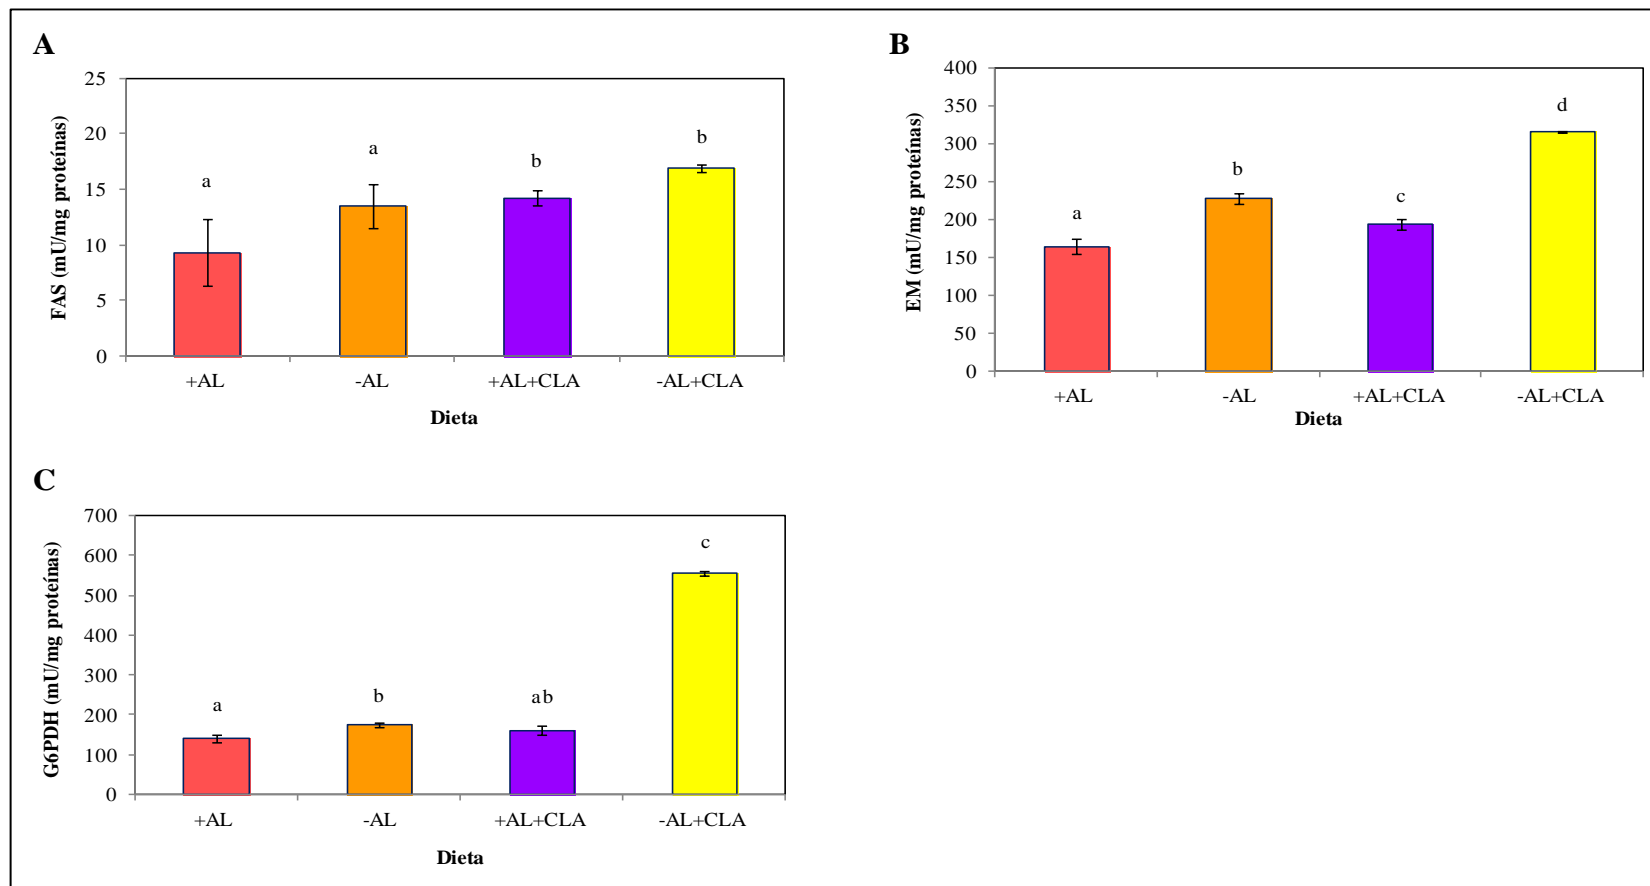 A
FAS (mU/mg proteínas)
25
20
15
10
5
0
a
a
b
b
+AL
-AL
+AL+CLA
-AL+CLA
Dieta
B
EM (mU/mg proteínas)
400
350
300
250
200
150
100
50
0
a
b
c
d
+AL
-AL
+AL+CLA
-AL+CLA
Dieta
C
G6PDH (mU/mg proteínas)
700
600
500
400
300
200
100
0
a
b
ab
c
+AL
-AL
+AL+CLA
-AL+CLA
Dieta